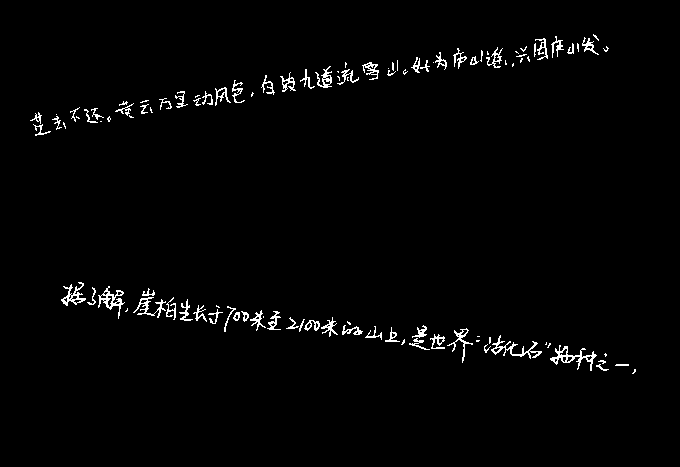 茫去不还。黄云万里动风色，白波九道流雪山。好为庐山谣，兴因庐山发。
据了解，崖柏生长于700米至2100米的山上，是世界“活化石”物种之一，